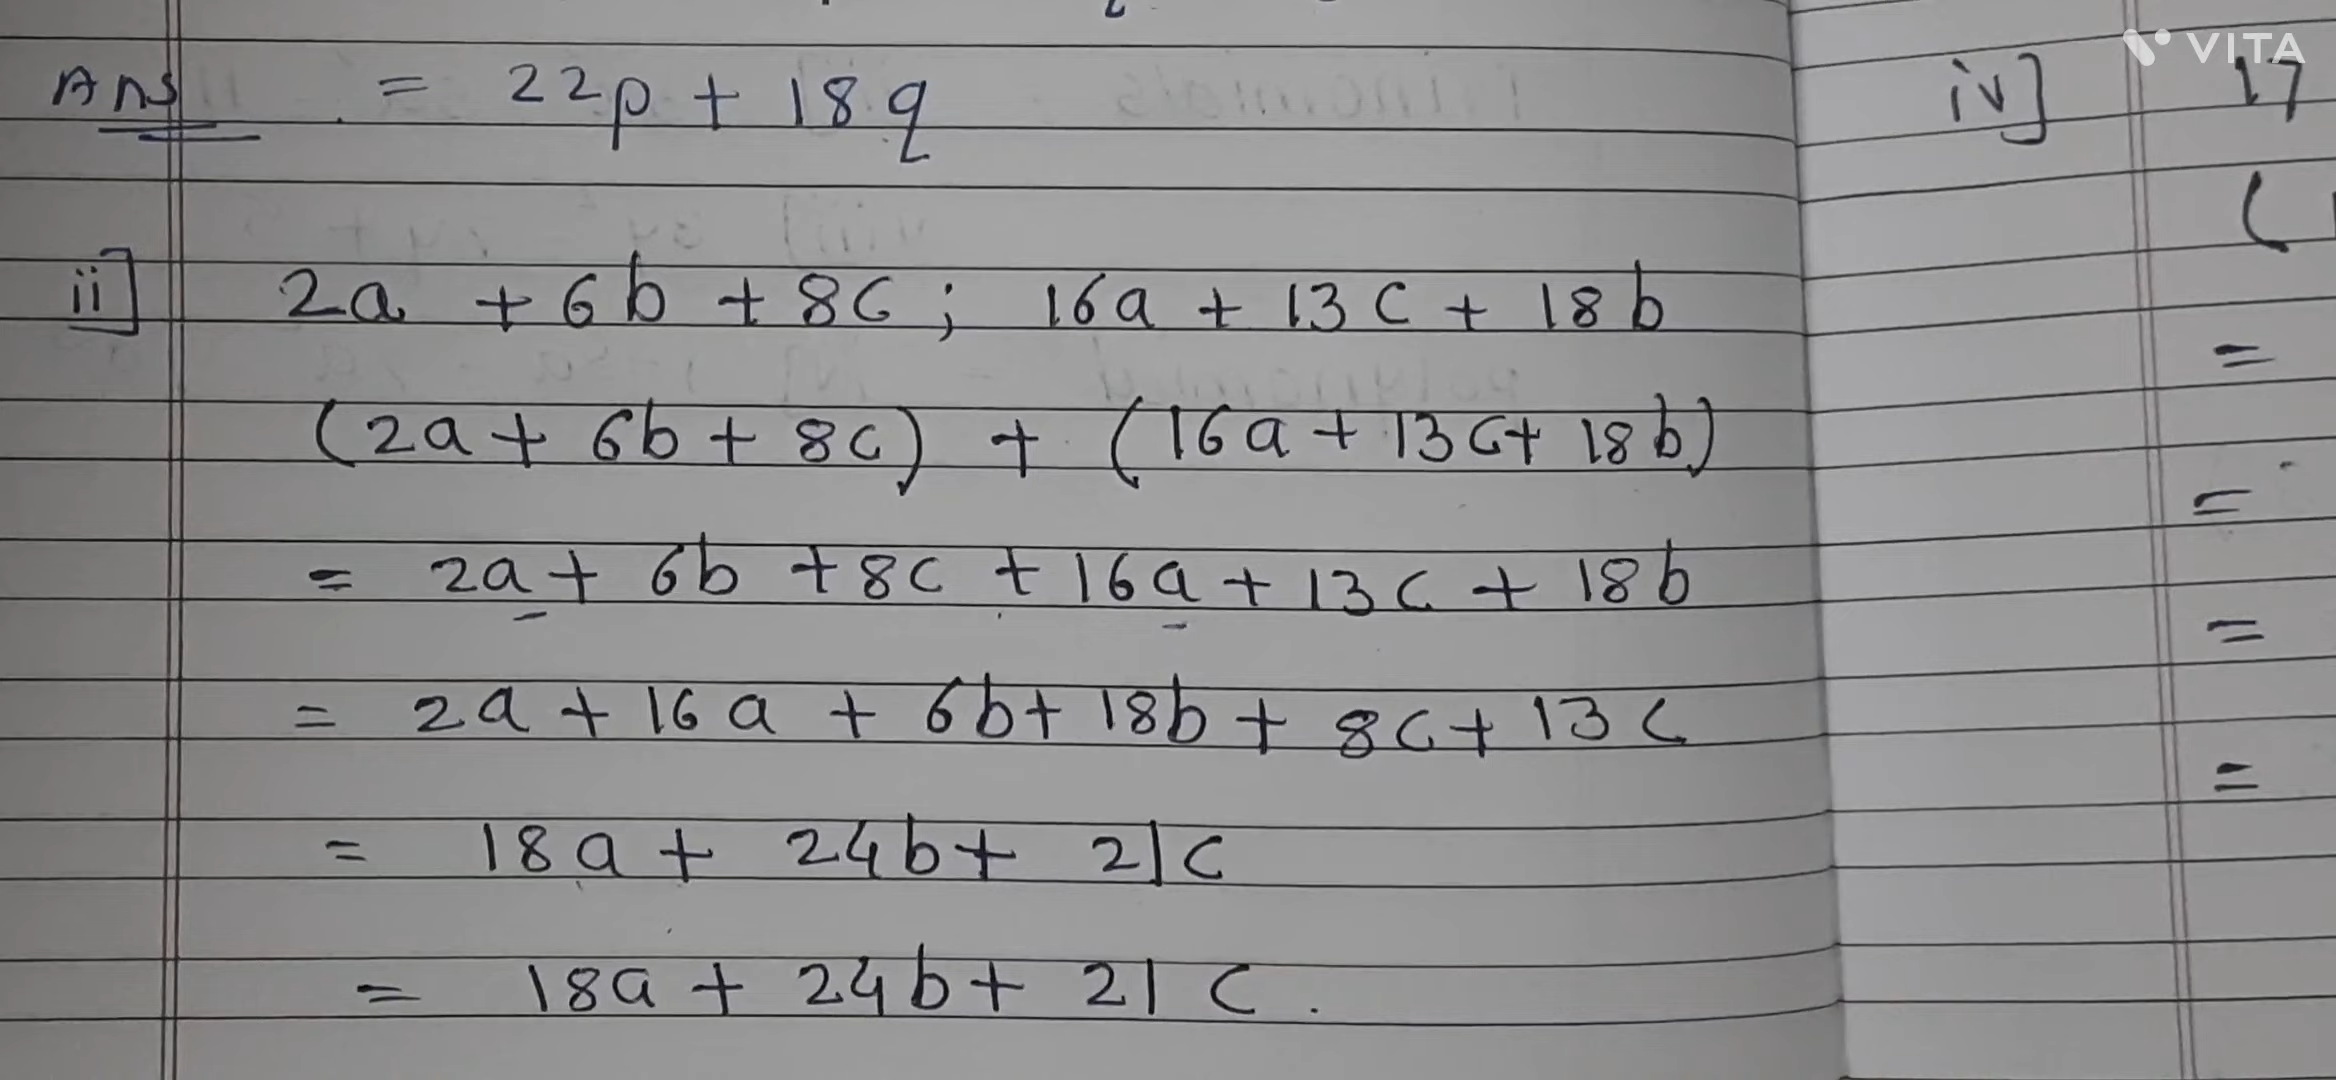 Ans = 22p + 18q
ii] 2a + 6b + 8c ; 16a + 13c + 18b
(2a + 6b + 8c) + (16a + 13c + 18b)
= 2a + 6b + 8c + 16a + 13c + 18b
= 2a + 16a + 6b + 18b + 8c + 13c
= 18a + 24b + 21c
= 18a + 24b + 21c.
VITA
iv] 17
(
=
=
=
=